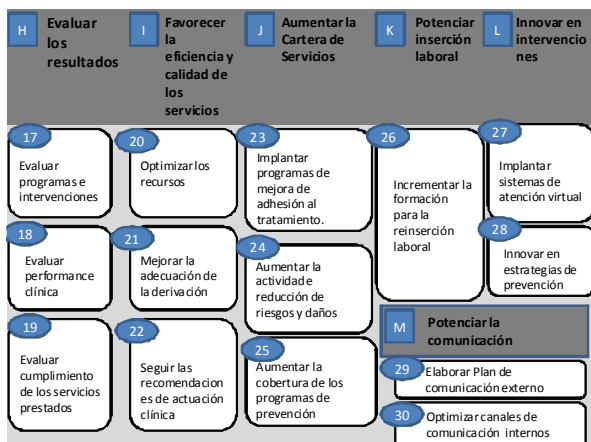 H
Evaluar
los
resultados
I
Favorecer
la
eficiencia y
calidad de
los
servicios
J
Aumentar la
Cartera de
Servicios
K
Potenciar
inserción
laboral
L
Innovar en
intervencio
nes
17
Evaluar
programas e
intervenciones
18
Evaluar
performance
clínica
19
Evaluar
cumplimiento
de los servicios
prestados
20
Optimizar los
recursos
21
Mejorar la
adecuación de
la derivación
22
Seguir las
recomendacion
es de actuación
clínica
23
Implantar
programas de
mejora de
adhesión al
tratamiento.
24
Aumentar la
actividad e
reducción de
riesgos y daños
25
Aumentar la
cobertura de los
programas de
prevención
26
Incrementar la
formación
para la
reinserción
laboral
27
Implantar
sistemas de
atención virtual
28
Innovar en
estrategias de
prevención
M
Potenciar la
comunicación
29
Elaborar Plan de
comunicación externo
30
Optimizar canales de
comunicación internos